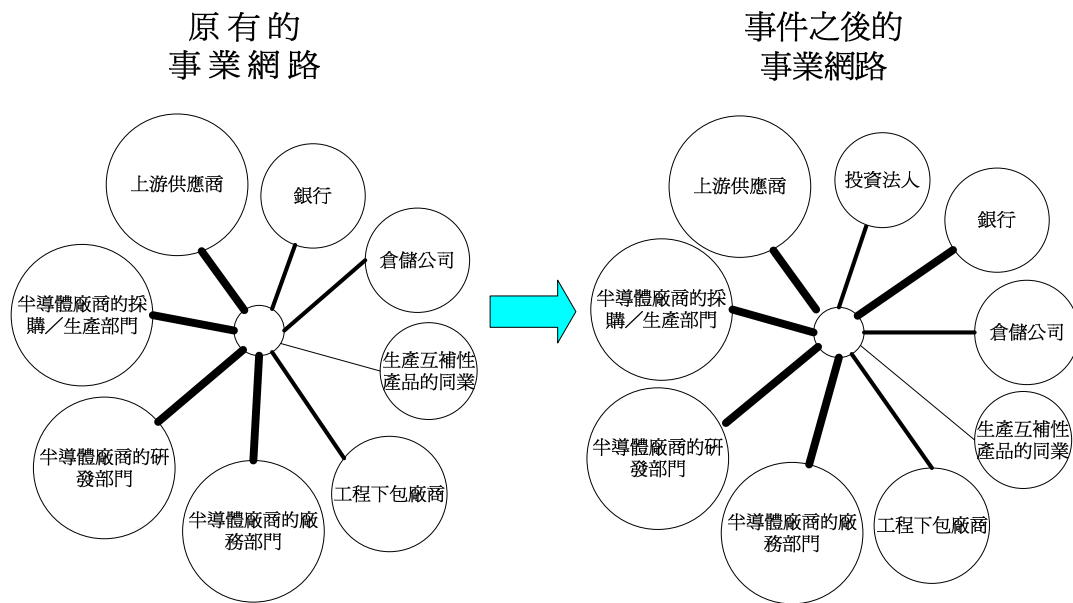 原有的
事業網路
事件之後的
事業網路
上游供應商
銀行
倉儲公司
半導體廠商的採
購／生產部門
生產互補性
產品的同業
半導體廠商的研
發部門
工程下包廠商
半導體廠商的廠
務部門
上游供應商
投資法人
銀行
半導體廠商的採
購／生產部門
倉儲公司
生產互補性
產品的同業
半導體廠商的研
發部門
工程下包廠商
半導體廠商的廠
務部門